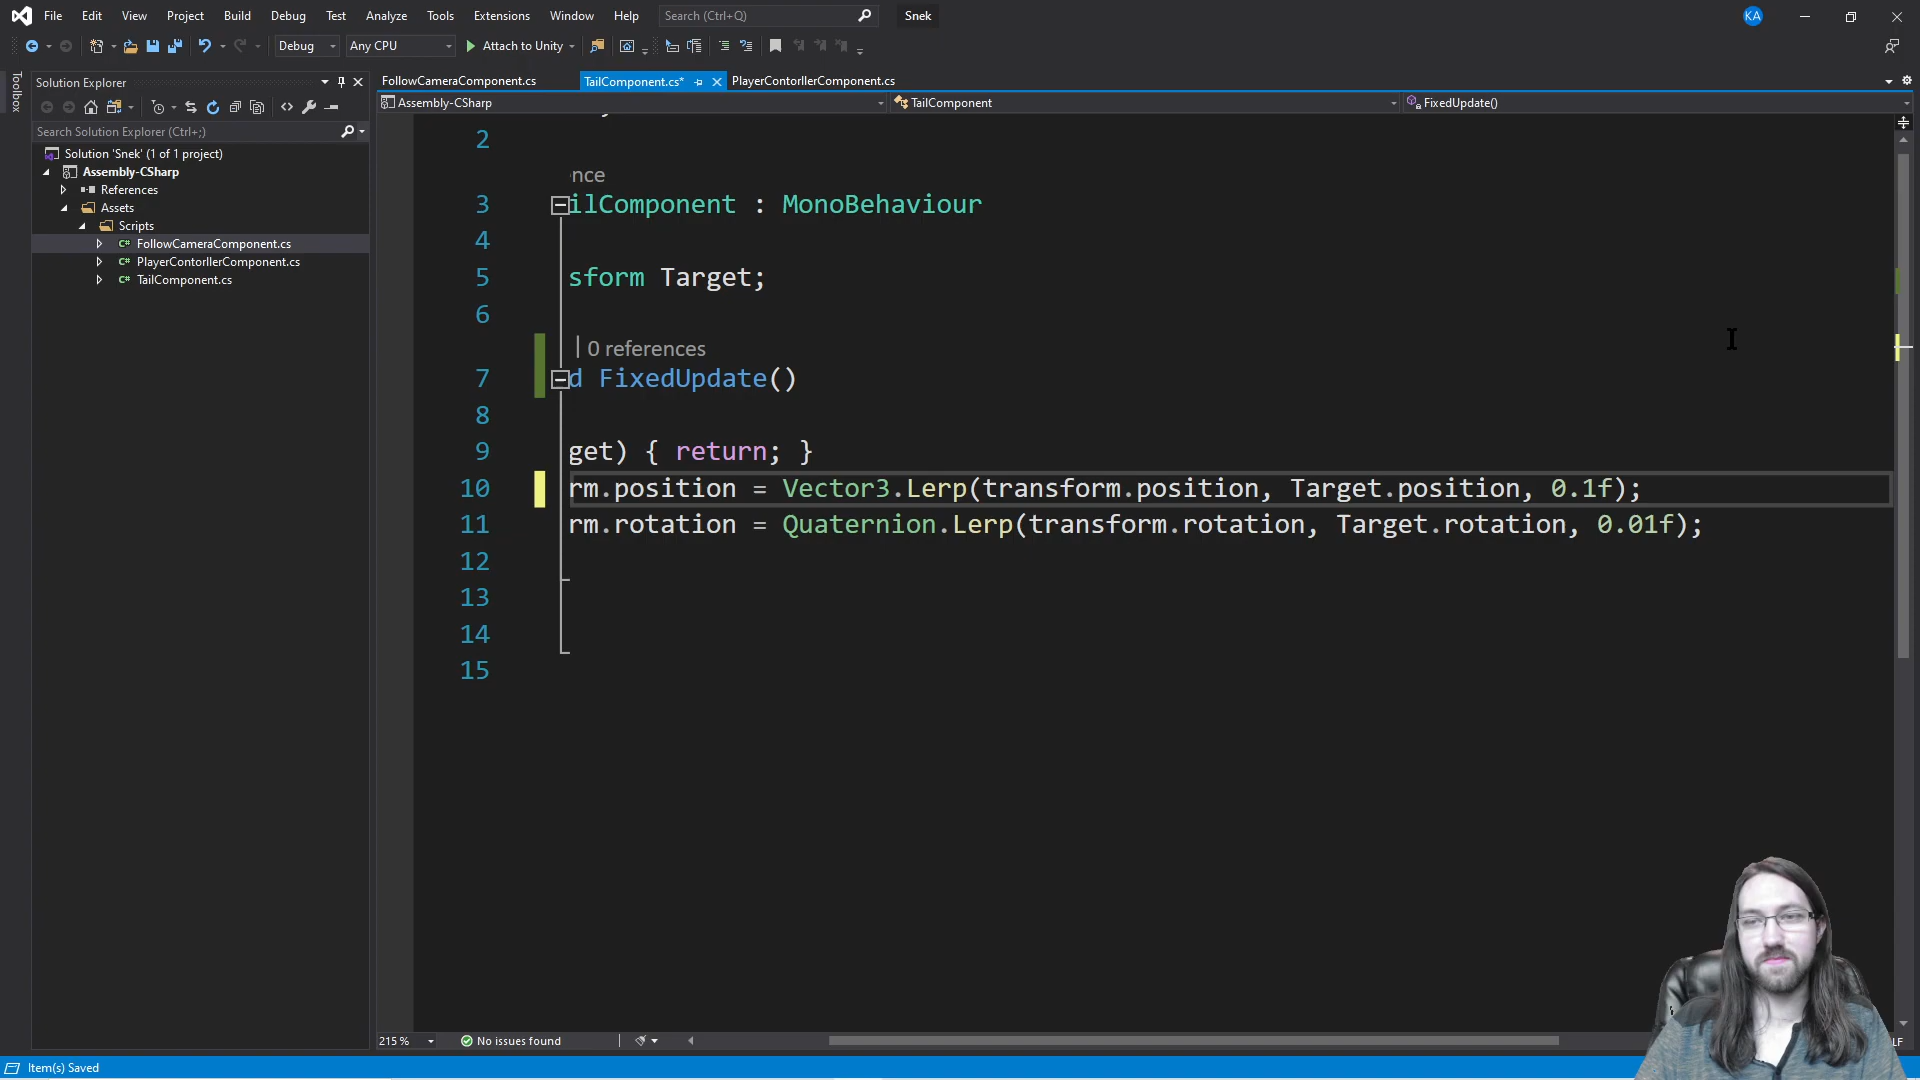 File Edit View Project Build Debug Test Analyze Tools Extensions Window Help Search (Ctrl+Q) Snek KA
Debug Any CPU Attach to Unity
Toolbox
Solution Explorer
Search Solution Explorer (Ctrl+;)
Solution 'Snek' (1 of 1 project)
Assembly-CSharp
References
Assets
Scripts
C# FollowCameraComponent.cs
C# PlayerContorllerComponent.cs
C# TailComponent.cs
FollowCameraComponent.cs TailComponent.cs* PlayerContorllerComponent.cs
Assembly-CSharp TailComponent FixedUpdate()
2
nce
3 ilComponent : MonoBehaviour
4
5 sform Target;
6
0 references
7 d FixedUpdate()
8
9 get) { return; }
10 rm.position = Vector3.Lerp(transform.position, Target.position, 0.1f);
11 rm.rotation = Quaternion.Lerp(transform.rotation, Target.rotation, 0.01f);
12
13
14
15
215 % No issues found LF
Item(s) Saved